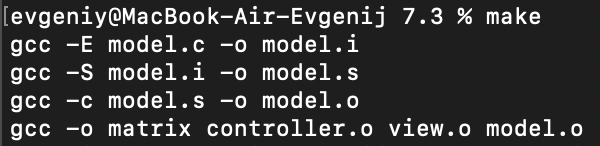 [evgeniy@MacBook-Air-Evgenij 7.3 % make
gcc -E model.c -o model.i
gcc -S model.i -o model.s
gcc -c model.s -o model.o
gcc -o matrix controller.o view.o model.o